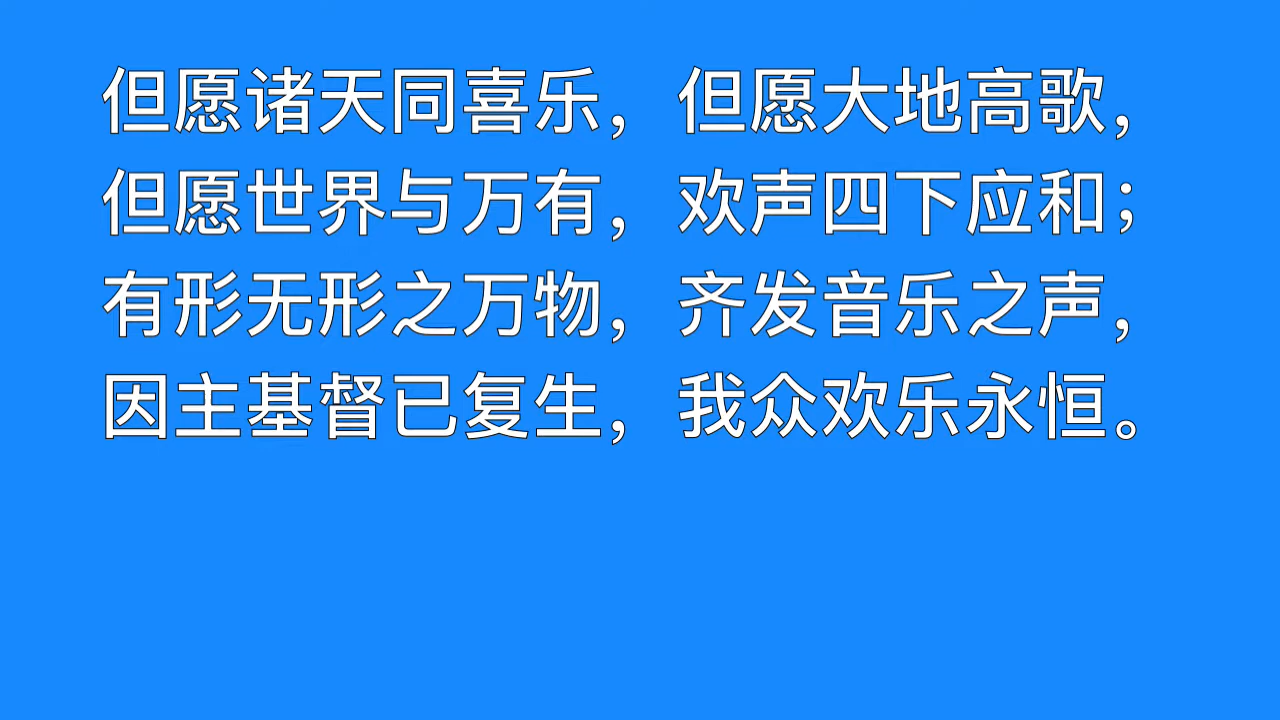 但愿诸天同喜乐， 但愿大地高歌，
但愿世界与万有， 欢声四下应和；
有形无形之万物， 齐发音乐之声，
因主基督已复生， 我众欢乐永恒。